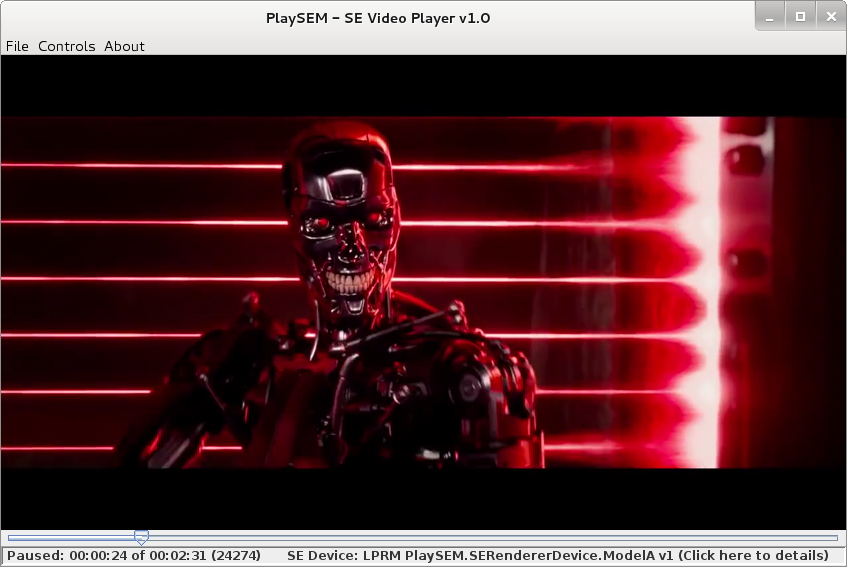 PlaySEM – SE Video Player v1.0
File Controls About
Paused: 00:00:24 of 00:02:31 (24274) SE Device: LPRM PlaySEM.SERendererDevice.ModelA v1 (Click here to details)